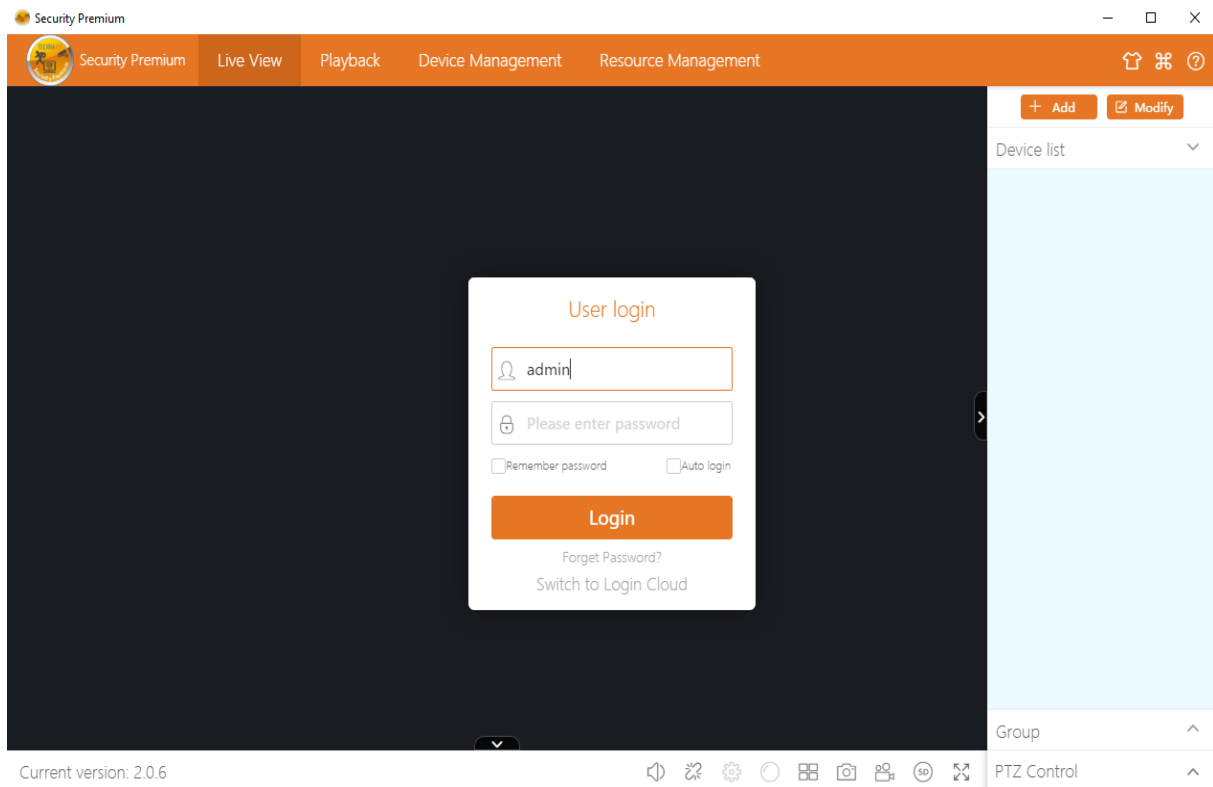 Security Premium
Security Premium Live View Playback Device Management Resource Management
+ Add Modify
Device list
User login
admin
Please enter password
Remember password Auto login
Login
Forget Password?
Switch to Login Cloud
Group
Current version: 2.0.6
SD
PTZ Control